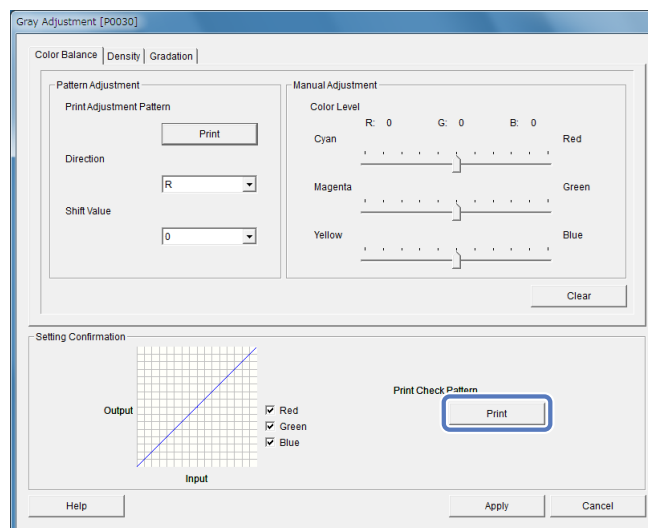 Gray Adjustment [P0030]
Color Balance Density Gradation
Pattern Adjustment
Print Adjustment Pattern
Print
Direction
R
Shift Value
0
Manual Adjustment
Color Level
R: 0 G: 0 B: 0
Cyan Red
Magenta Green
Yellow Blue
Clear
Setting Confirmation
Output
Input
Red
Green
Blue
Print Check Pattern
Print
Help Apply Cancel